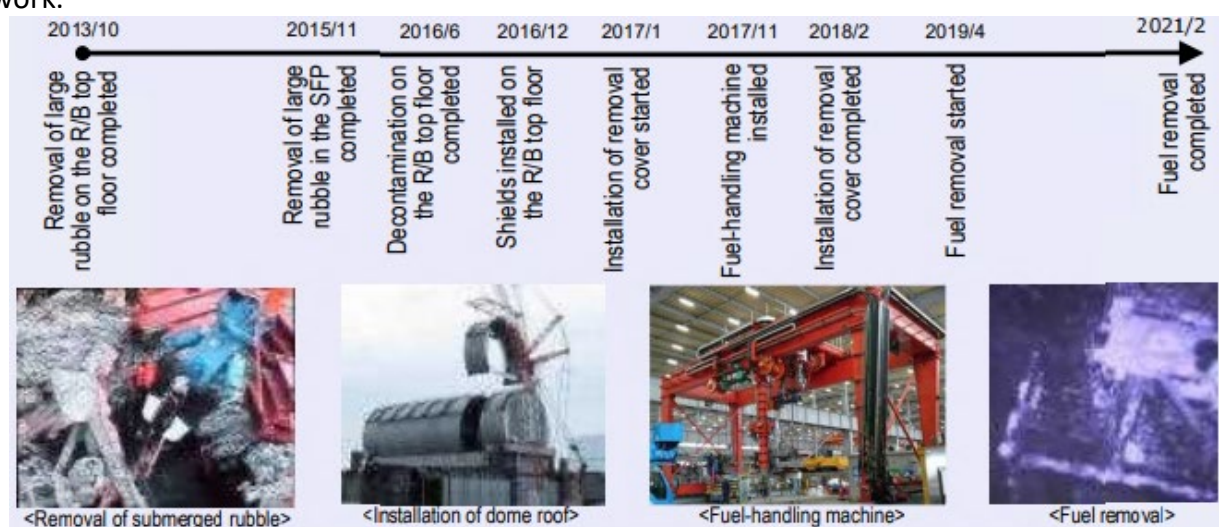 work.
2013/10
2015/11
2016/6
2016/12
2017/1
2017/11
2018/2
2019/4
2021/2
Removal of large
rubble on the R/B top
floor completed
Removal of large
rubble in the SFP
completed
Decontamination on
the R/B top floor
completed
Shields installed on
the R/B top floor
Installation of removal
cover started
Fuel-handling machine
installed
Installation of removal
cover completed
Fuel removal started
Fuel removal
completed
<Removal of submerged rubble>
<Installation of dome roof>
<Fuel-handling machine>
<Fuel removal>